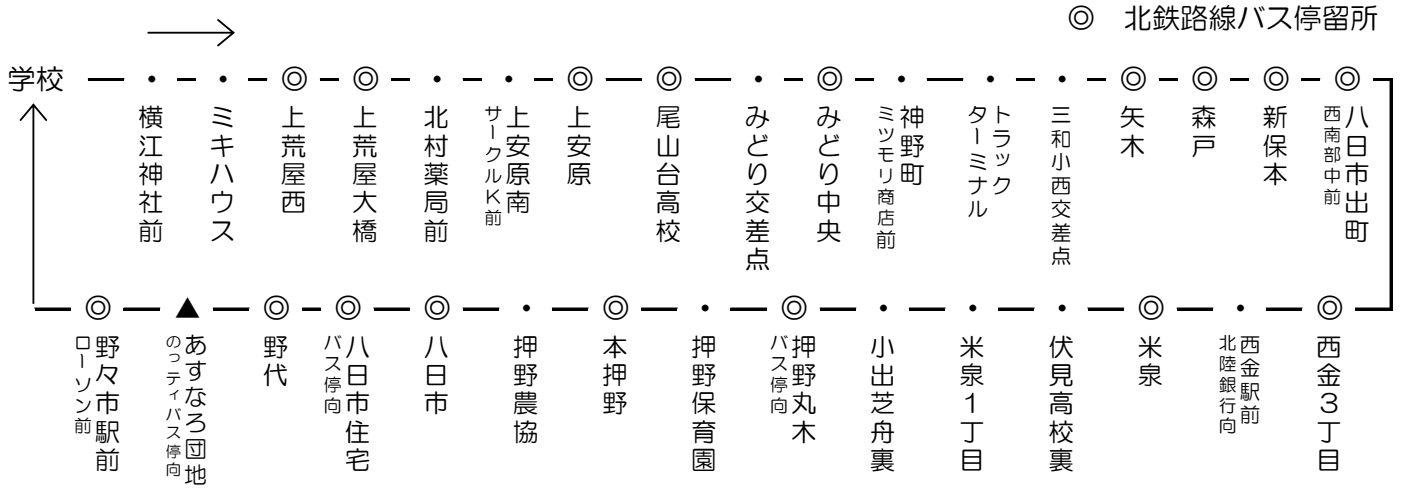 ◎ 北鉄路線バス停留所
学校
横江神社前
ミキハウス
上荒屋西
上荒屋大橋
北村薬局前
上安原南
サークルK前
上安原
尾山台高校
みどり交差点
みどり中央
神野町
ミツモリ商店前
トラック
ターミナル
三和小西交差点
矢木
森戸
新保本
八日市出町
西南部中前
西金3丁目
西金駅前
北陸銀行向
米泉
伏見高校裏
米泉1丁目
小出芝舟裏
押野丸木
バス停向
押野保育園
本押野
押野農協
八日市
八日市住宅
バス停向
野代
あすなろ団地
のっティバス停向
野々市駅前
ローソン前